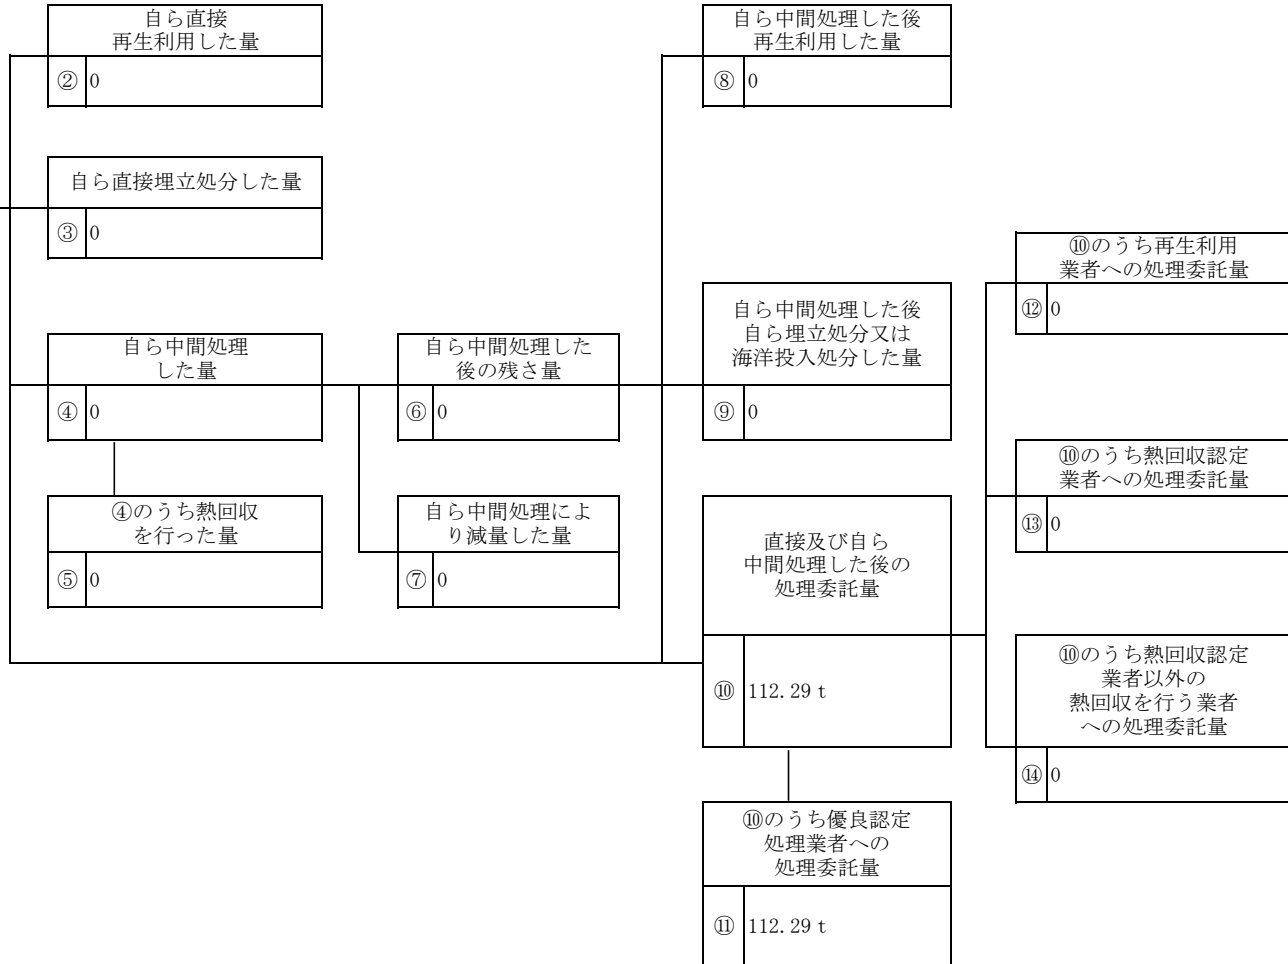 自ら直接
再生利用した量
② 0
自ら直接埋立処分した量
③ 0
自ら中間処理
した量
④ 0
④のうち熱回収
を行った量
⑤ 0
自ら中間処理した
後の残さ量
⑥ 0
自ら中間処理によ
り減量した量
⑦ 0
自ら中間処理した後
再生利用した量
⑧ 0
自ら中間処理した後
自ら埋立処分又は
海洋投入処分した量
⑨ 0
直接及び自ら
中間処理した後の
処理委託量
⑩ 112.29 t
⑩のうち優良認定
処理業者への
処理委託量
⑪ 112.29 t
⑩のうち再生利用
業者への処理委託量
⑫ 0
⑩のうち熱回収認定
業者への処理委託量
⑬ 0
⑩のうち熱回収認定
業者以外の
熱回収を行う業者
への処理委託量
⑭ 0